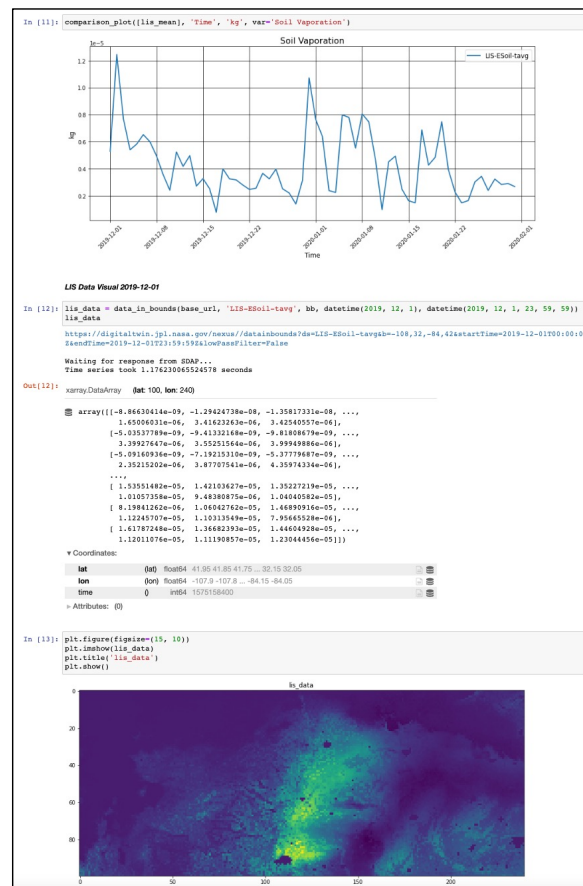 In [11]: comparison_plot([lis_mean], 'Time', 'kg', var='Soil Vaporation')
Soil Vaporation
1e-5
LIS-ESoil-tavg
1.2
1.0
0.8
0.6
0.4
0.2
kg
2019-12-01 2019-12-08 2019-12-15 2019-12-22 2020-01-01 2020-01-08 2020-01-15 2020-01-22 2020-02-01
Time
LIS Data Visual 2019-12-01
In [12]: lis_data = data_in_bounds(base_url, 'LIS-ESoil-tavg', bb, datetime(2019, 12, 1), datetime(2019, 12, 1, 23, 59, 59))
lis_data
https://digitaltwin.jpl.nasa.gov/nexus//datainbounds?ds=LIS-ESoil-tavg&b=-108,32,-84,42&startTime=2019-12-01T00:00:0
Z&endTime=2019-12-01T23:59:59Z&lowPassFilter=False
Waiting for response from SDAP...
Time series took 1.176230065524578 seconds
Out[12]: xarray.DataArray (lat: 100, lon: 240)
array([[-8.86630414e-09, -1.29424738e-08, -1.35817331e-08, ...,
1.65006031e-06, 3.41623263e-06, 3.42540557e-06],
[-5.03537789e-09, -9.41332168e-09, -9.81808679e-09, ...,
3.39927647e-06, 3.55251564e-06, 3.99949886e-06],
[-5.09160936e-09, -7.19215310e-09, -5.37779687e-09, ...,
2.35215202e-06, 3.87707541e-06, 4.35974334e-06],
...,
[ 1.53551482e-05, 1.42103627e-05, 1.35227219e-05, ...,
1.01057358e-05, 9.48380875e-06, 1.04040582e-05],
[ 8.19841262e-06, 1.06042762e-05, 1.46890916e-05, ...,
1.12245707e-05, 1.10313549e-05, 7.95665528e-06],
[ 1.61787248e-05, 1.36682393e-05, 1.44604928e-05, ...,
1.12011076e-05, 1.11190857e-05, 1.23044456e-05]])
▼ Coordinates:
lat (lat) float64 41.95 41.85 41.75 ... 32.15 32.05
lon (lon) float64 -107.9 -107.8 ... -84.15 -84.05
time () int64 1575158400
► Attributes: (0)
In [13]: plt.figure(figsize=(15, 10))
plt.imshow(lis_data)
plt.title('lis_data')
plt.show()
lis_data
0
20
40
60
80
0 50 100 150 200